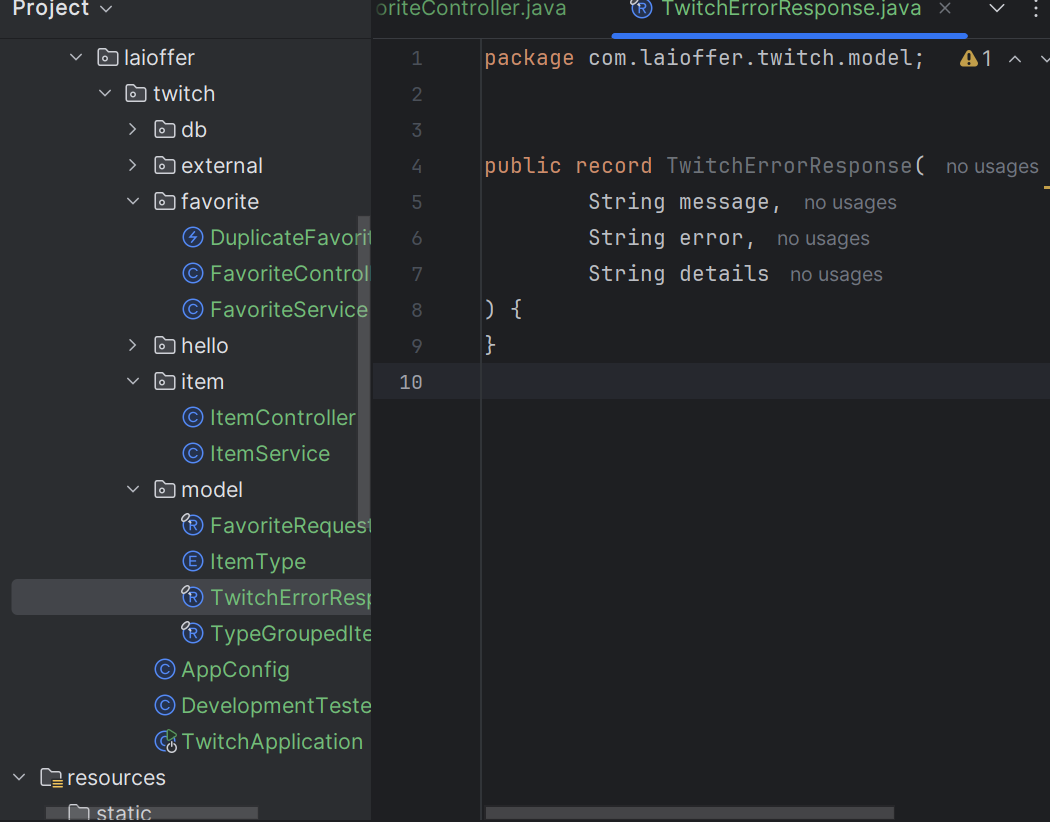 Project
laioffer
twitch
db
external
favorite
DuplicateFavorit
FavoriteControl
FavoriteService
hello
item
ItemController
ItemService
model
FavoriteRequest
ItemType
TwitchErrorResp
TypeGroupedIte
AppConfig
DevelopmentTeste
TwitchApplication
resources
static
oriteController.java
TwitchErrorResponse.java
1 package com.laioffer.twitch.model; 1
2
3
4 public record TwitchErrorResponse( no usages
5 String message, no usages
6 String error, no usages
7 String details no usages
8 ) {
9 }
10